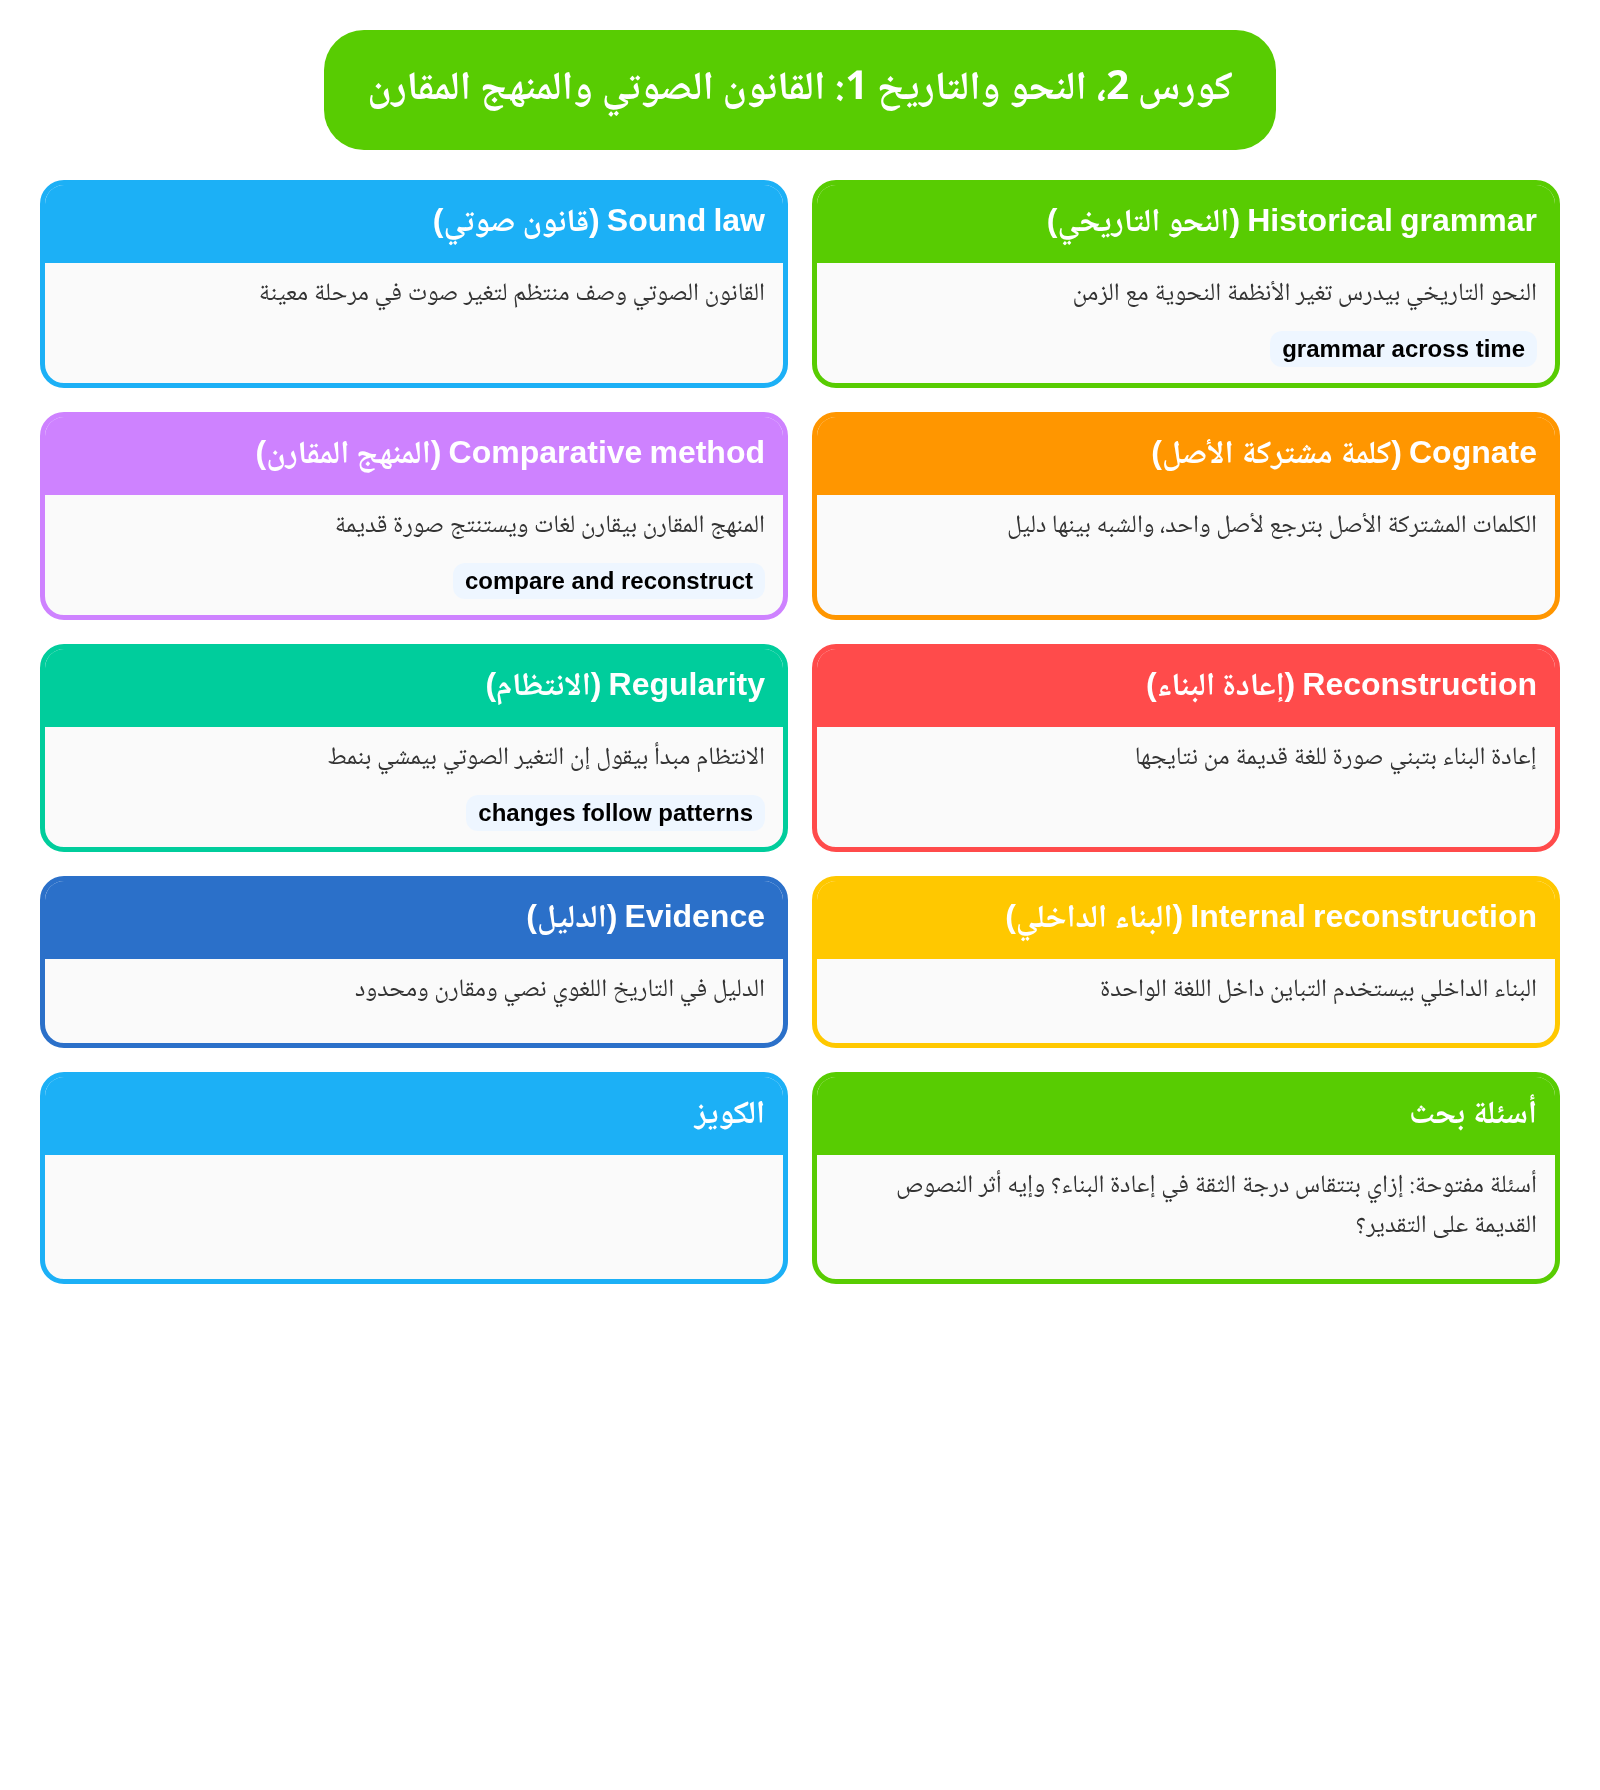 كورس 2، النحو والتاريخ 1: القانون الصوتي والمنهج المقارن
Historical grammar (النحو التاريخي)
النحو التاريخي بيدرس تغير الأنظمة النحوية مع الزمن
grammar across time
Sound law (قانون صوتي)
القانون الصوتي وصف منتظم لتغير صوت في مرحلة معينة
Cognate (كلمة مشتركة الأصل)
الكلمات المشتركة الأصل بترجع لأصل واحد، والشبه بينها دليل
Comparative method (المنهج المقارن)
المنهج المقارن بيقارن لغات ويستنتج صورة قديمة
compare and reconstruct
Reconstruction (إعادة البناء)
إعادة البناء بتبني صورة للغة قديمة من نتايجها
Regularity (الانتظام)
الانتظام مبدأ بيقول إن التغير الصوتي بيمشي بنمط
changes follow patterns
Internal reconstruction (البناء الداخلي)
البناء الداخلي بيستخدم التباين داخل اللغة الواحدة
Evidence (الدليل)
الدليل في التاريخ اللغوي نصي ومقارن ومحدود
أسئلة بحث
أسئلة مفتوحة: إزاي بتتقاس درجة الثقة في إعادة البناء؟ وإيه أثر النصوص
القديمة على التقدير؟
الكويز